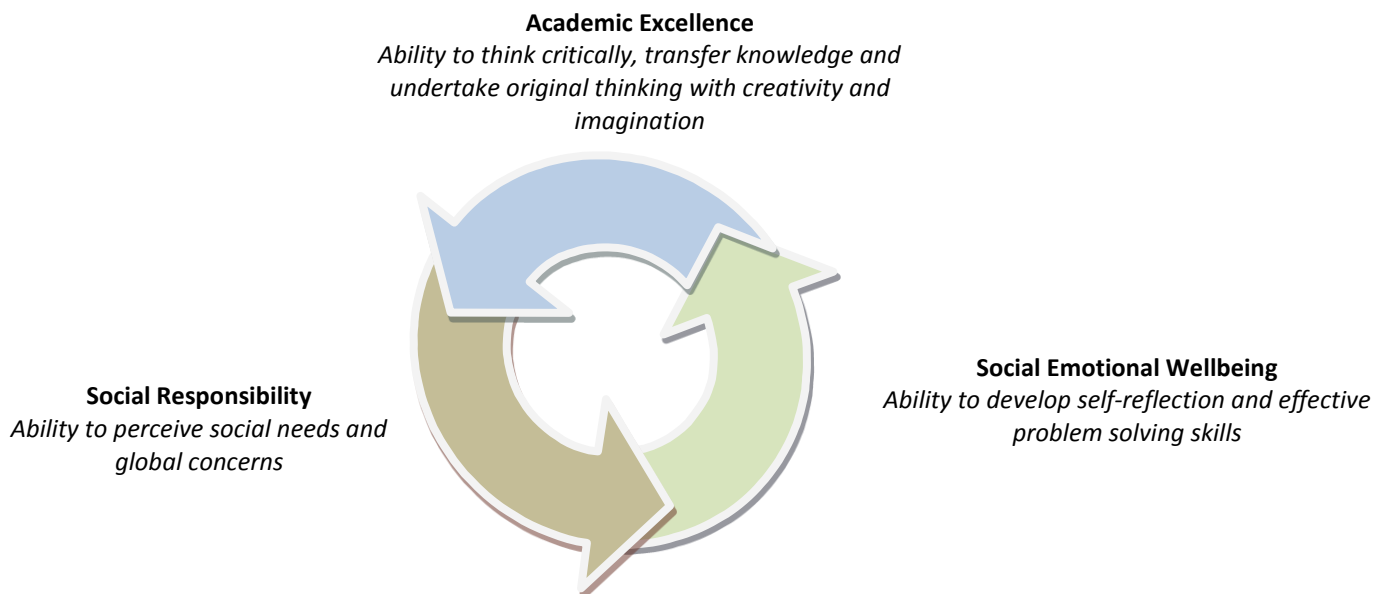 Academic Excellence
Ability to think critically, transfer knowledge and
undertake original thinking with creativity and
imagination
Social Responsibility
Ability to perceive social needs and
global concerns
Social Emotional Wellbeing
Ability to develop self-reflection and effective
problem solving skills